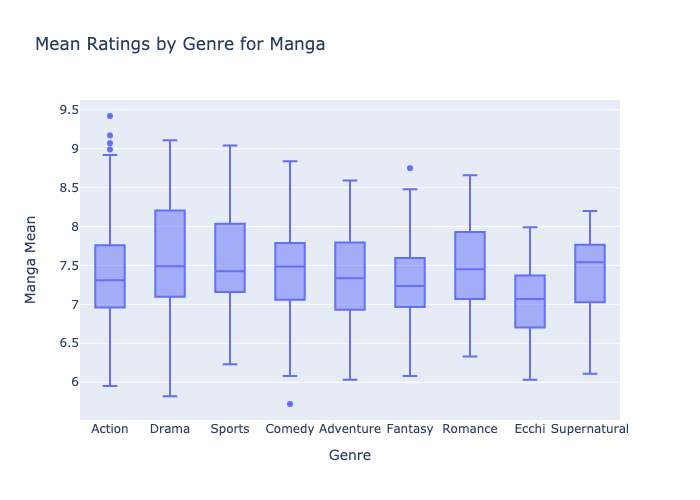 Mean Ratings by Genre for Manga
9.5
9
8.5
8
7.5
7
6.5
6
Manga Mean
Action Drama Sports Comedy Adventure Fantasy Romance Ecchi Supernatural
Genre